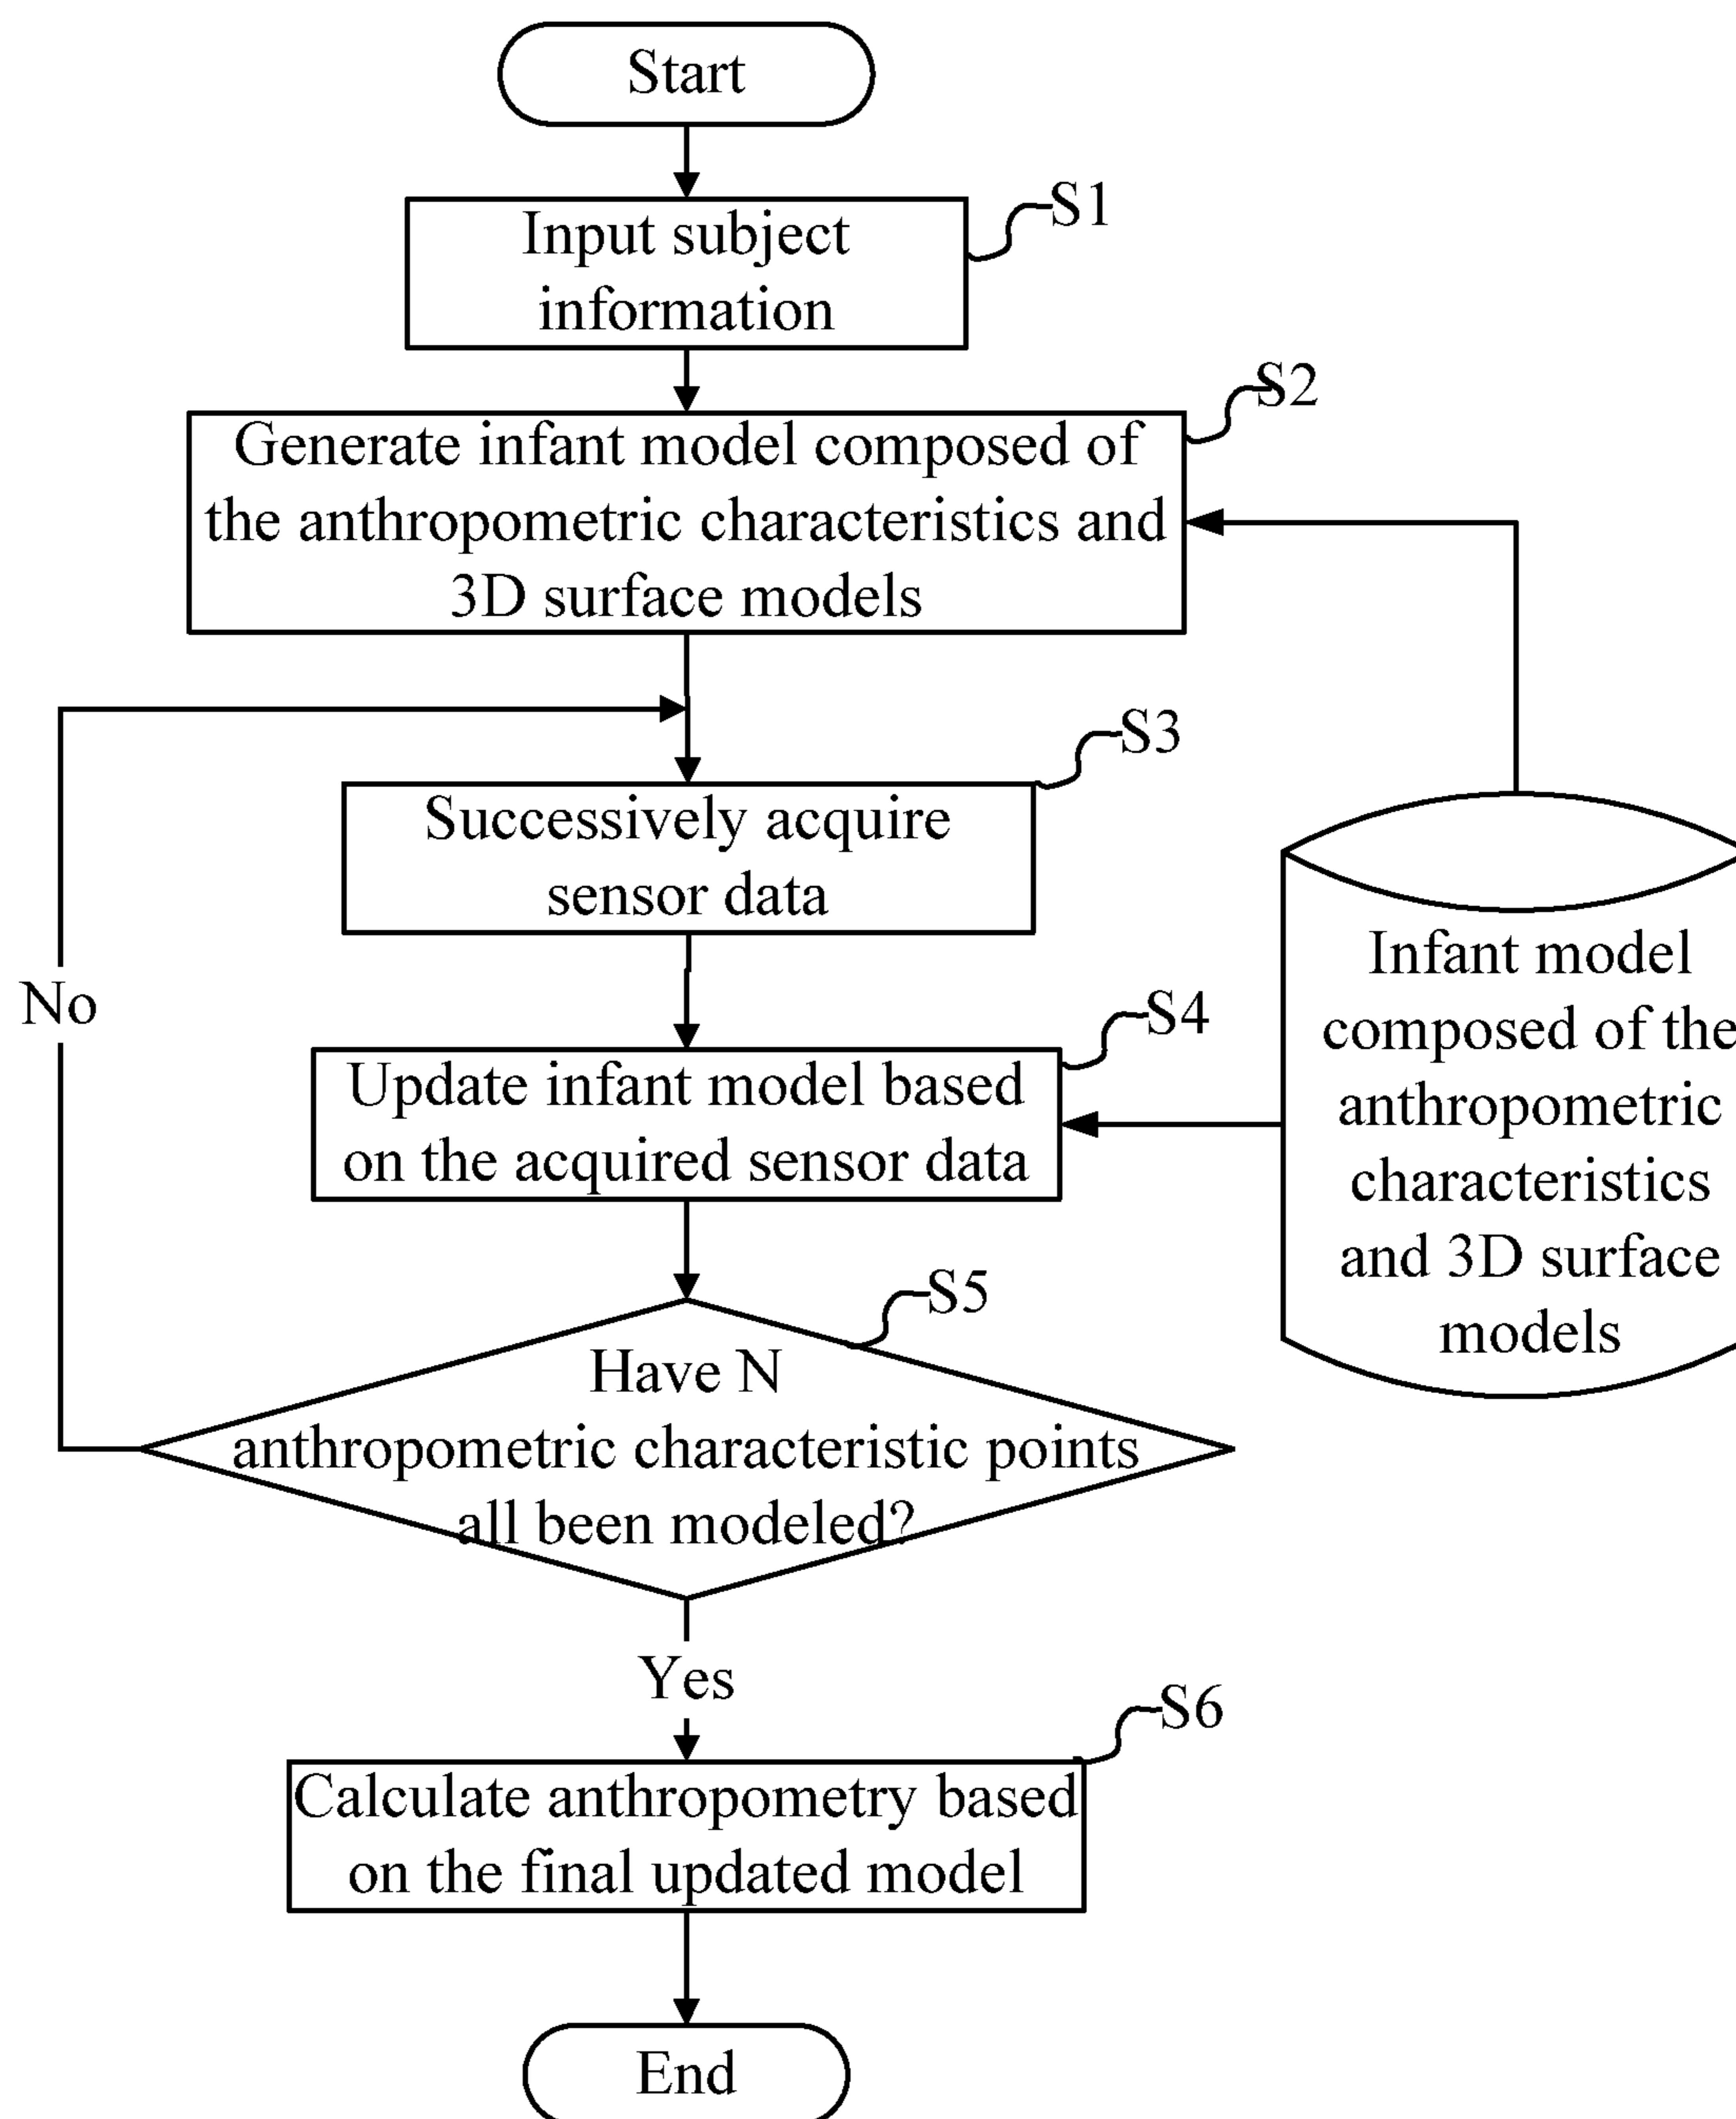 Start
S1
Input subject
information
S2
Generate infant model composed of
the anthropometric characteristics and
3D surface models
S3
Successively acquire
sensor data
Infant model
composed of the
anthropometric
characteristics
and 3D surface
models
No
S4
Update infant model based
on the acquired sensor data
S5
Have N
anthropometric characteristic points
all been modeled?
Yes
S6
Calculate anthropometry based
on the final updated model
End